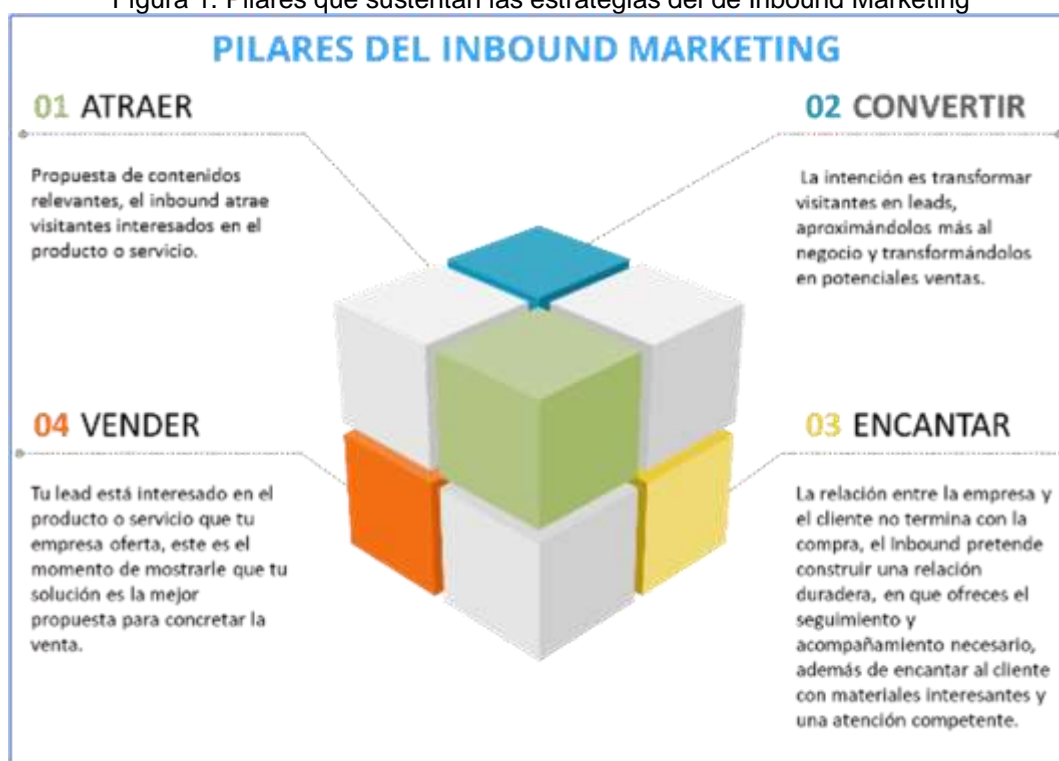 Figura 1. Pilares que sustentan las estrategias del de Inbound Marketing
PILARES DEL INBOUND MARKETING
01 ATRAER
Propuesta de contenidos
relevantes, el inbound atrae
visitantes interesados en el
producto o servicio.
02 CONVERTIR
La intención es transformar
visitantes en leads,
aproximándolos más al
negocio y transformándolos
en potenciales ventas.
04 VENDER
Tu lead está interesado en el
producto o servicio que tu
empresa oferta, este es el
momento de mostrarle que tu
solución es la mejor
propuesta para concretar la
venta.
03 ENCANTAR
La relación entre la empresa y
el cliente no termina con la
compra, el Inbound pretende
construir una relación
duradera, en que ofreces el
seguimiento y
acompañamiento necesario,
además de encantar al cliente
con materiales interesantes y
una atención competente.